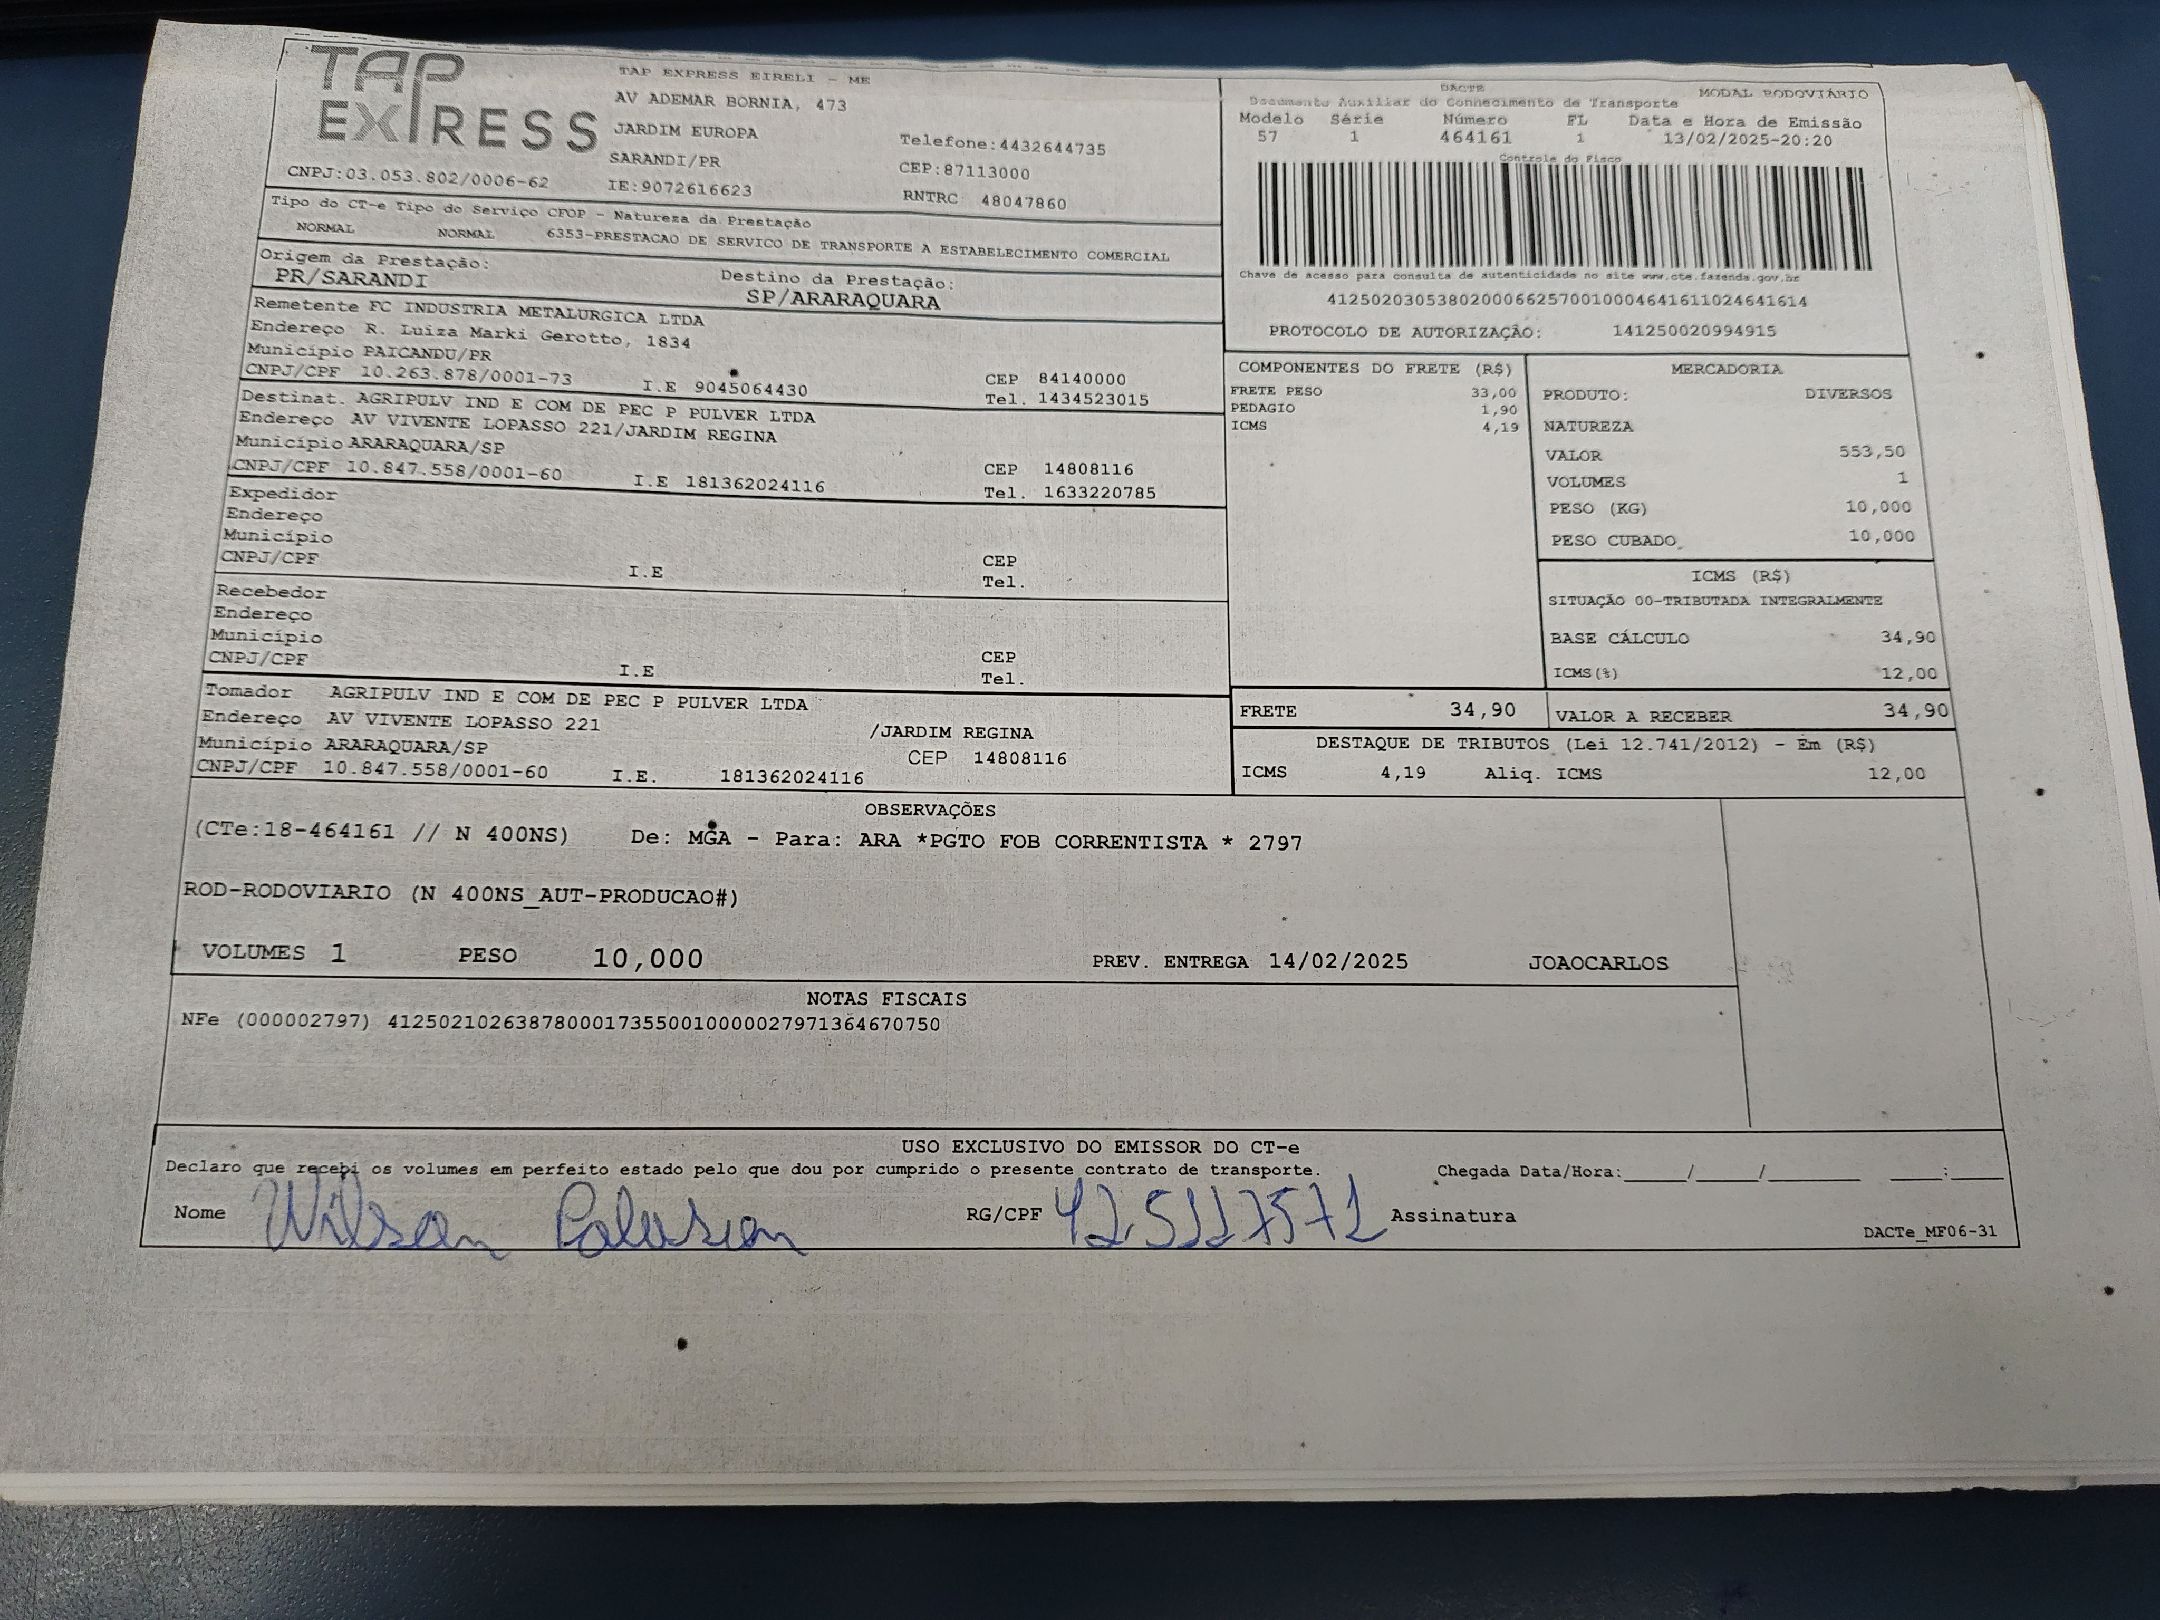 TAP EXPRESS
TAP EXPRESS EIRELI - ME
AV ADEMAR BORNIA, 473
JARDIM EUROPA
SARANDI/PR
Telefone:4432644735
CEP:87113000
CNPJ:03.053.802/0006-62 IE:9072616623 RNTRC 48047860
Tipo do CT-e Tipo do Serviço CFOP - Natureza da Prestação
NORMAL NORMAL 6353-PRESTACAO DE SERVICO DE TRANSPORTE A ESTABELECIMENTO COMERCIAL
Origem da Prestação: Destino da Prestação:
PR/SARANDI SP/ARARAQUARA
DACTE MODAL RODOVIÁRIO
Documento Auxiliar do Conhecimento de Transporte
Modelo Série Número FL Data e Hora de Emissão
57 1 464161 1 13/02/2025-20:20
Controle do Fisco
Chave de acesso para consulta de autenticidade no site www.cte.fazenda.gov.br
41250203053802000662570010004641611024641614
PROTOCOLO DE AUTORIZAÇÃO: 141250020994915
Remetente FC INDUSTRIA METALURGICA LTDA
Endereço R. Luiza Marki Gerotto, 1834
Município PAICANDU/PR CEP 84140000
CNPJ/CPF 10.263.878/0001-73 I.E 9045064430 Tel. 1434523015
Destinat. AGRIPULV IND E COM DE PEC P PULVER LTDA
Endereço AV VIVENTE LOPASSO 221/JARDIM REGINA
Município ARARAQUARA/SP CEP 14808116
CNPJ/CPF 10.847.558/0001-60 I.E 181362024116 Tel. 1633220785
Expedidor
Endereço
Município CEP
CNPJ/CPF I.E Tel.
Recebedor
Endereço
Município CEP
CNPJ/CPF I.E Tel.
Tomador AGRIPULV IND E COM DE PEC P PULVER LTDA
Endereço AV VIVENTE LOPASSO 221 /JARDIM REGINA
Município ARARAQUARA/SP CEP 14808116
CNPJ/CPF 10.847.558/0001-60 I.E. 181362024116
COMPONENTES DO FRETE (R$)
FRETE PESO 33,00
PEDAGIO 1,90
ICMS 4,19
MERCADORIA
PRODUTO: DIVERSOS
NATUREZA
VALOR 553,50
VOLUMES 1
PESO (KG) 10,000
PESO CUBADO 10,000
ICMS (R$)
SITUAÇÃO 00-TRIBUTADA INTEGRALMENTE
BASE CÁLCULO 34,90
ICMS(%) 12,00
FRETE 34,90 VALOR A RECEBER 34,90
DESTAQUE DE TRIBUTOS (Lei 12.741/2012) - Em (R$)
ICMS 4,19 Aliq. ICMS 12,00
OBSERVAÇÕES
(CTe:18-464161 // N 400NS) De: MGA - Para: ARA *PGTO FOB CORRENTISTA * 2797
ROD-RODOVIARIO (N 400NS_AUT-PRODUCAO#)
VOLUMES 1 PESO 10,000 PREV. ENTREGA 14/02/2025 JOAOCARLOS
NOTAS FISCAIS
NFe (000002797) 41250210263878000173550010000027971364670750
USO EXCLUSIVO DO EMISSOR DO CT-e
Declaro que recebi os volumes em perfeito estado pelo que dou por cumprido o presente contrato de transporte. Chegada Data/Hora:_____/_____/________ ____:_____
Nome Wilson RG/CPF 425117571 Assinatura
DACTe_MF06-31